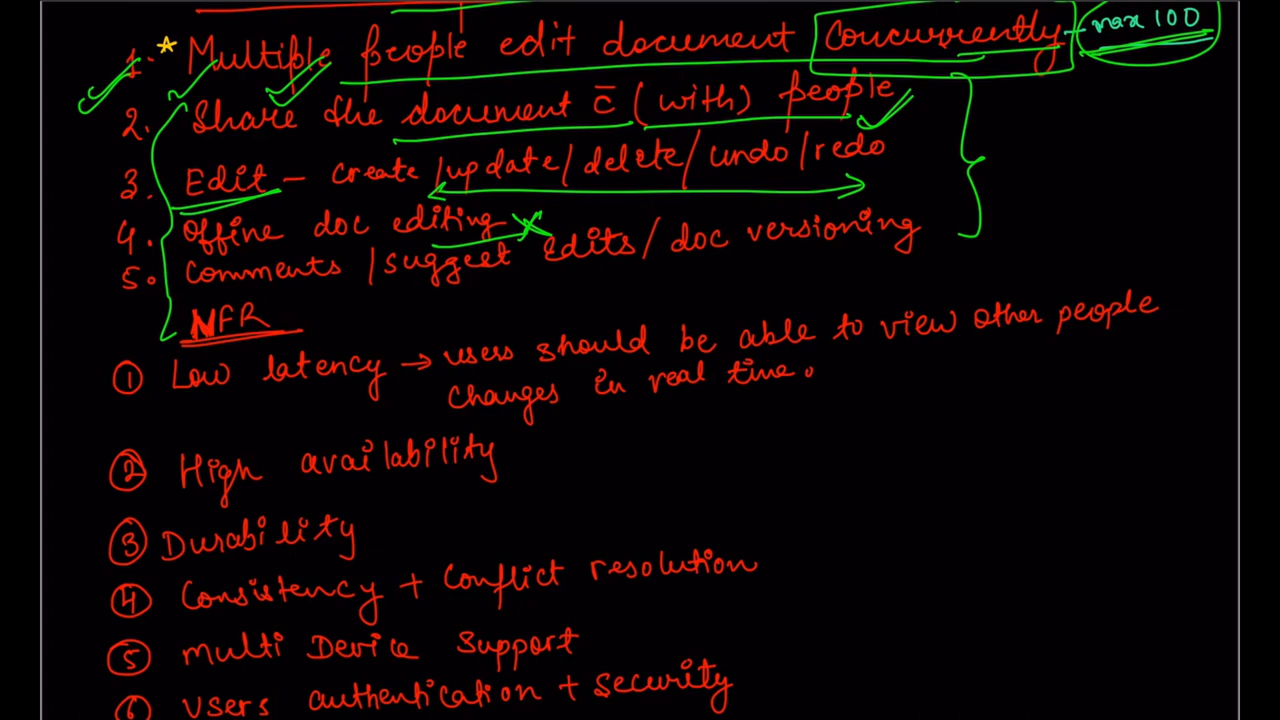 1. * Multiple people edit document Concurrently - max 100
2. Share the document c̄ (with) people
3. Edit - create /update/delete/undo/redo
4. Offine doc editing
5. Comments /suggest edits/doc versioning
NFR
① Low latency → users should be able to view other people
changes in real time.
② High availability
③ Durability
④ Consistency + Conflict resolution
⑤ Multi Device Support
⑥ Users authentication + security